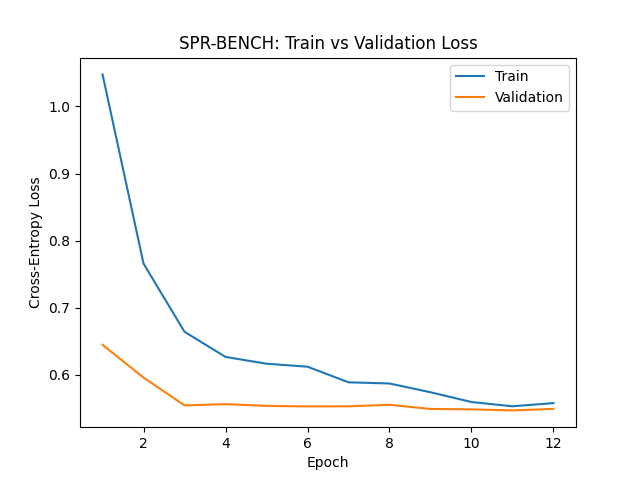 SPR-BENCH: Train vs Validation Loss
Train
Validation
1.0
0.9
0.8
0.7
0.6
Cross-Entropy Loss
2 4 6 8 10 12
Epoch